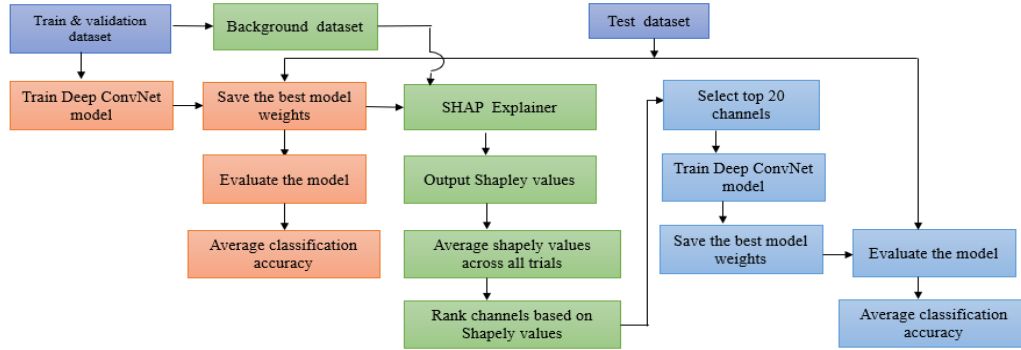 Train & validation
dataset
Background dataset
Test dataset
Train Deep ConvNet
model
Save the best model
weights
SHAP Explainer
Select top 20
channels
Evaluate the model
Output Shapley values
Train Deep ConvNet
model
Average classification
accuracy
Average shapely values
across all trials
Save the best model
weights
Evaluate the model
Rank channels based on
Shapely values
Average classification
accuracy